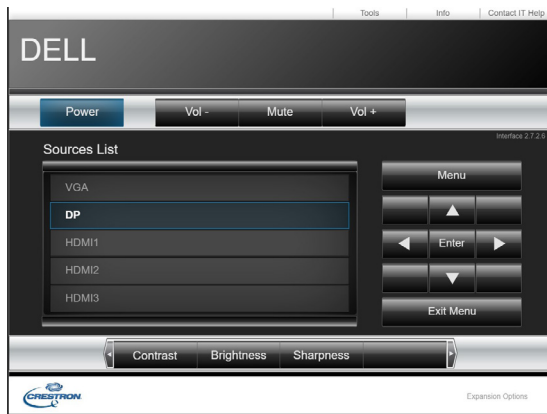 Tools Info Contact IT Help
DELL
Power Vol - Mute Vol +
Interface 2.7.2.6
Sources List
VGA
DP
HDMI1
HDMI2
HDMI3
Menu
Enter
Exit Menu
Contrast Brightness Sharpness
CRESTRON
Expansion Options